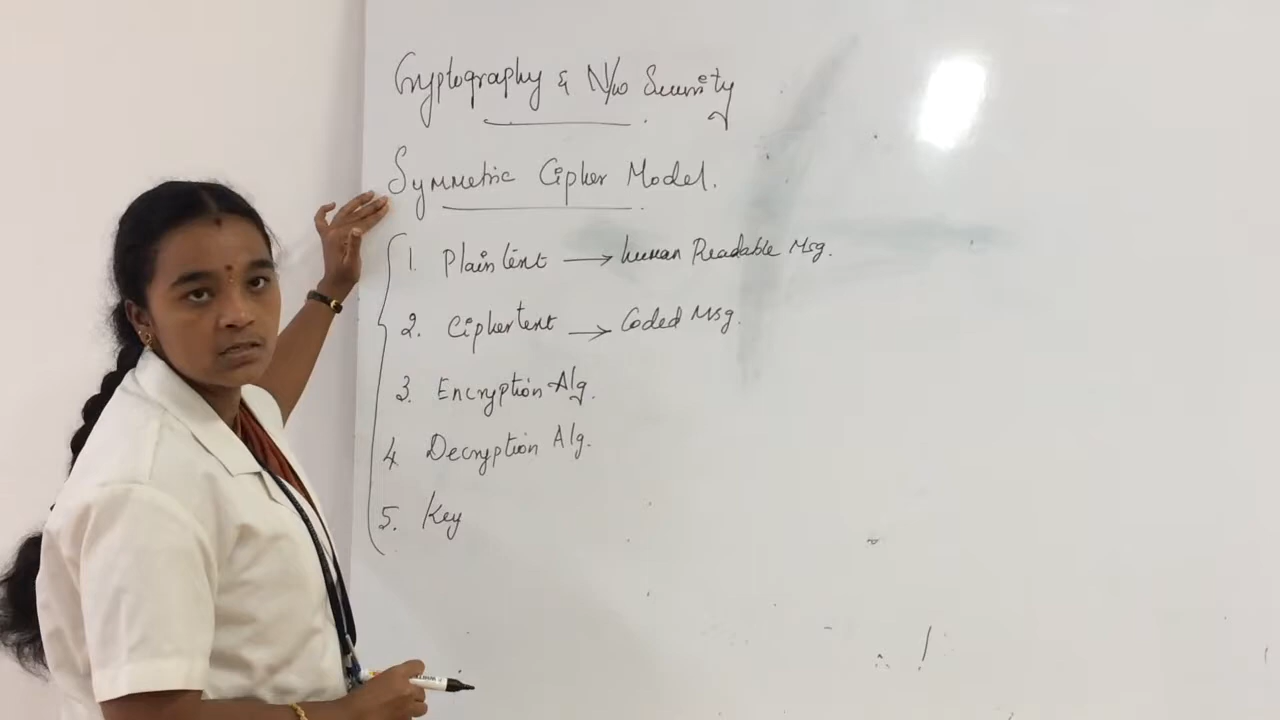 Cryptography & N/w Security
Symmetric Cipher Model.
1. Plaintext → human Readable Msg.
2. Ciphertext → Coded Msg.
3. Encryption Alg.
4 Decryption Alg.
5. Key